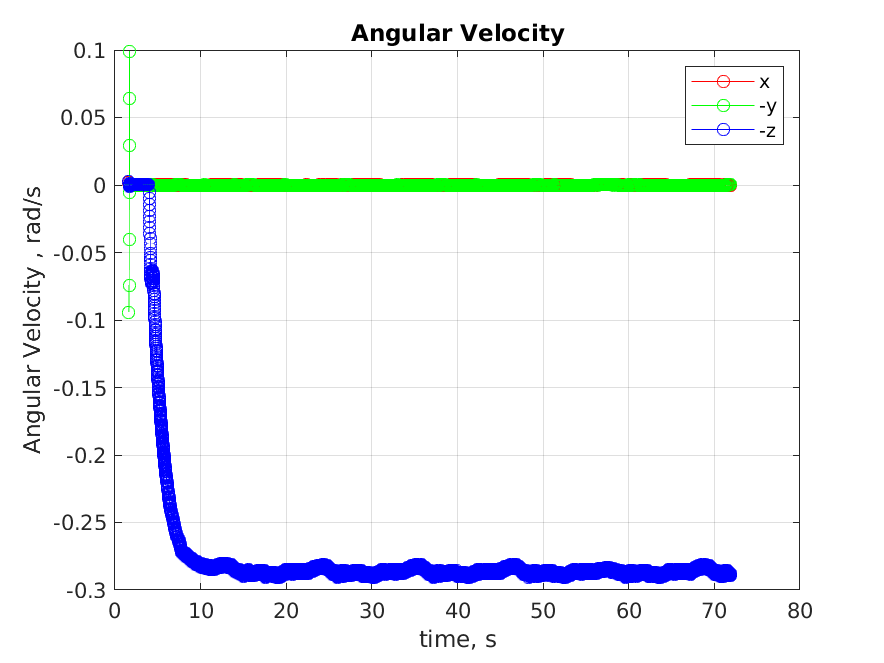 Angular Velocity
x
-y
-z
0.1
0.05
0
-0.05
-0.1
-0.15
-0.2
-0.25
-0.3
Angular Velocity , rad/s
0 10 20 30 40 50 60 70 80
time, s